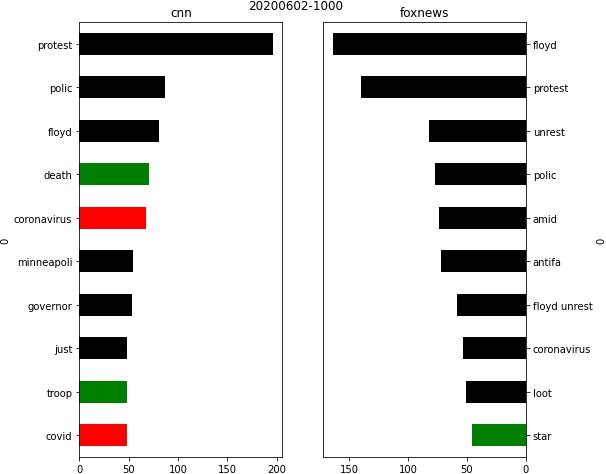 20200602-1000
cnn
protest
polic
floyd
death
coronavirus
minneapoli
governor
just
troop
covid
0
0 50 100 150 200
foxnews
floyd
protest
unrest
polic
amid
antifa
floyd unrest
coronavirus
loot
star
0
150 100 50 0